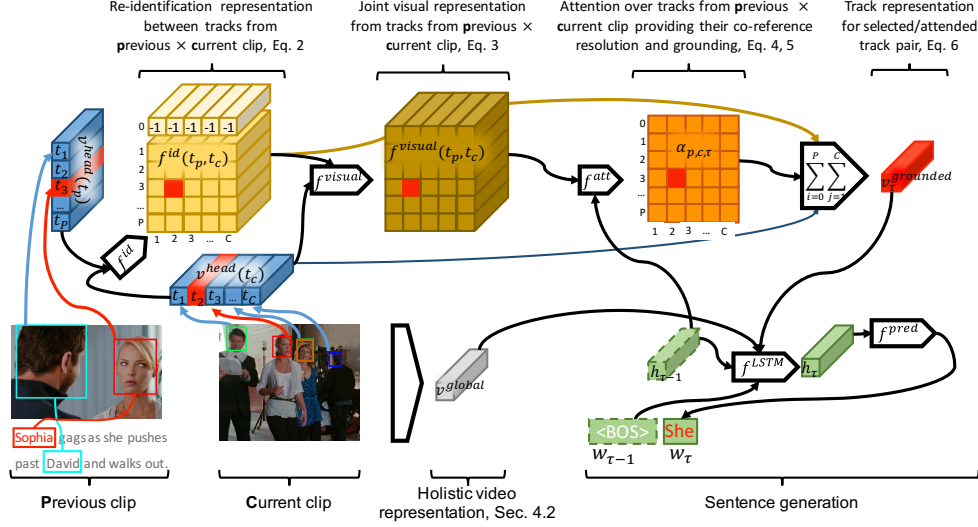 Re-identification representation
between tracks from
previous × current clip, Eq. 2
Joint visual representation
from tracks from previous ×
current clip, Eq. 3
Attention over tracks from previous ×
current clip providing their co-reference
resolution and grounding, Eq. 4, 5
Track representation
for selected/attended
track pair, Eq. 6
v^head(t_p)
t_1
t_2
t_3
...
t_P
0
-1 -1 -1 -1 -1
f^id(t_p, t_c)
1
2
3
...
P
1 2 3 ... C
f^id
f^visual
f^visual(t_p, t_c)
1
2
3
...
P
f^att
α_{p,c,τ}
0
1
2
3
...
P
1 2 3 ... C
∑_{i=0}^{P} ∑_{j=1}^{C}
v_τ^grounded
v^head(t_c)
t_1 t_2 t_3 ... t_C
v^global
h_{τ-1}
f^LSTM
h_τ
f^pred
<BOS> She
w_{τ-1} w_τ
Sophia gags as she pushes
past David and walks out.
Previous clip
Current clip
Holistic video
representation, Sec. 4.2
Sentence generation